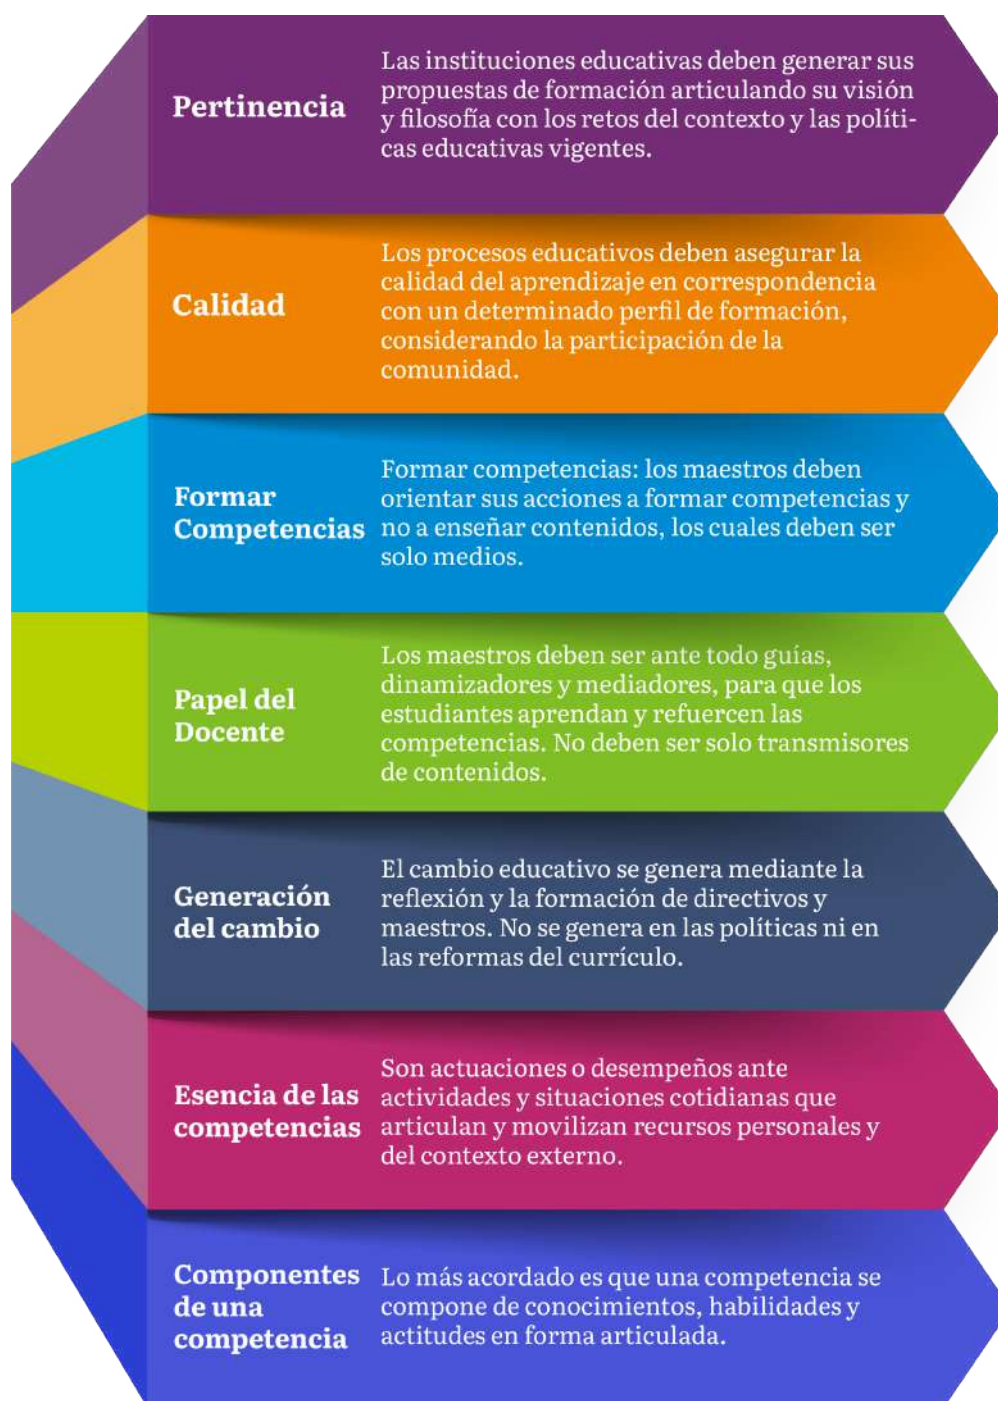 Pertinencia
Las instituciones educativas deben generar sus
propuestas de formación articulando su visión
y filosofía con los retos del contexto y las políti-
cas educativas vigentes.
Calidad
Los procesos educativos deben asegurar la
calidad del aprendizaje en correspondencia
con un determinado perfil de formación,
considerando la participación de la
comunidad.
Formar
Competencias
Formar competencias: los maestros deben
orientar sus acciones a formar competencias y
no a enseñar contenidos, los cuales deben ser
solo medios.
Papel del
Docente
Los maestros deben ser ante todo guías,
dinamizadores y mediadores, para que los
estudiantes aprendan y refuercen las
competencias. No deben ser solo transmisores
de contenidos.
Generación
del cambio
El cambio educativo se genera mediante la
reflexión y la formación de directivos y
maestros. No se genera en las políticas ni en
las reformas del currículo.
Esencia de las
competencias
Son actuaciones o desempeños ante
actividades y situaciones cotidianas que
articulan y movilizan recursos personales y
del contexto externo.
Componentes
de una
competencia
Lo más acordado es que una competencia se
compone de conocimientos, habilidades y
actitudes en forma articulada.